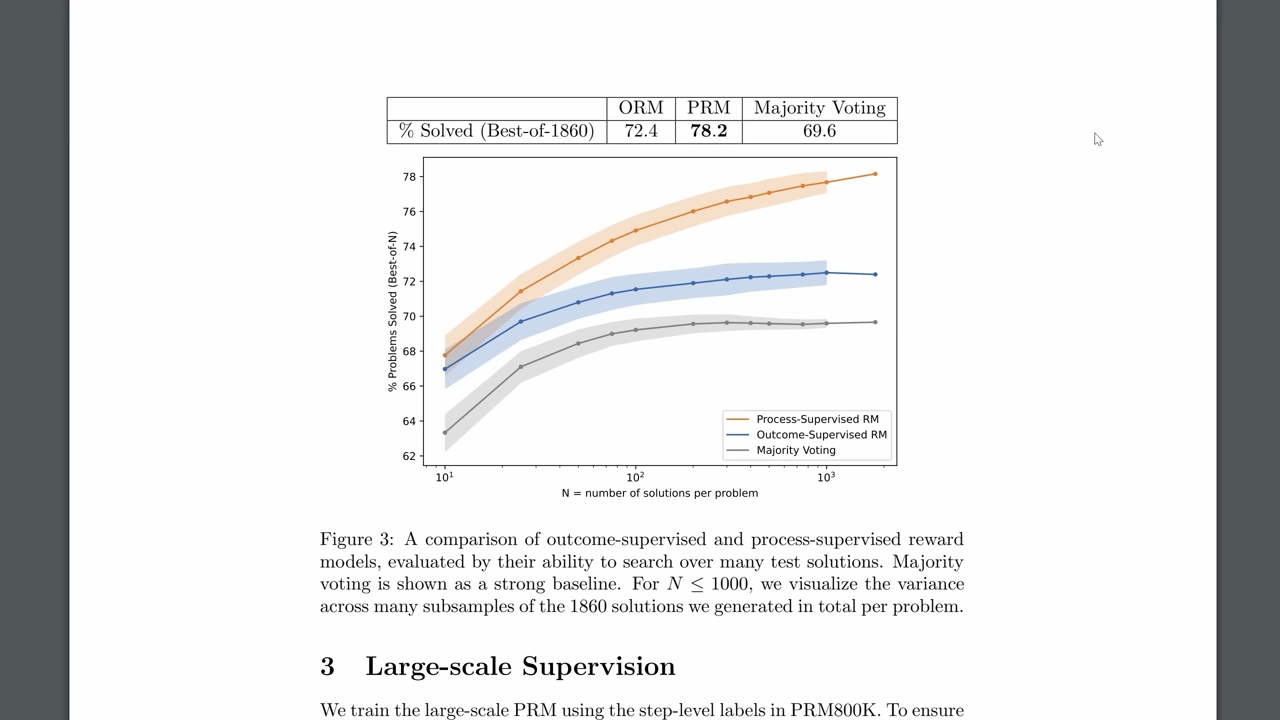 ORM PRM Majority Voting
% Solved (Best-of-1860) 72.4 78.2 69.6
78
76
74
72
70
68
66
64
62
% Problems Solved (Best-of-N)
Process-Supervised RM
Outcome-Supervised RM
Majority Voting
10¹ 10² 10³
N = number of solutions per problem
Figure 3: A comparison of outcome-supervised and process-supervised reward
models, evaluated by their ability to search over many test solutions. Majority
voting is shown as a strong baseline. For N ≤ 1000, we visualize the variance
across many subsamples of the 1860 solutions we generated in total per problem.
3 Large-scale Supervision
We train the large-scale PRM using the step-level labels in PRM800K. To ensure